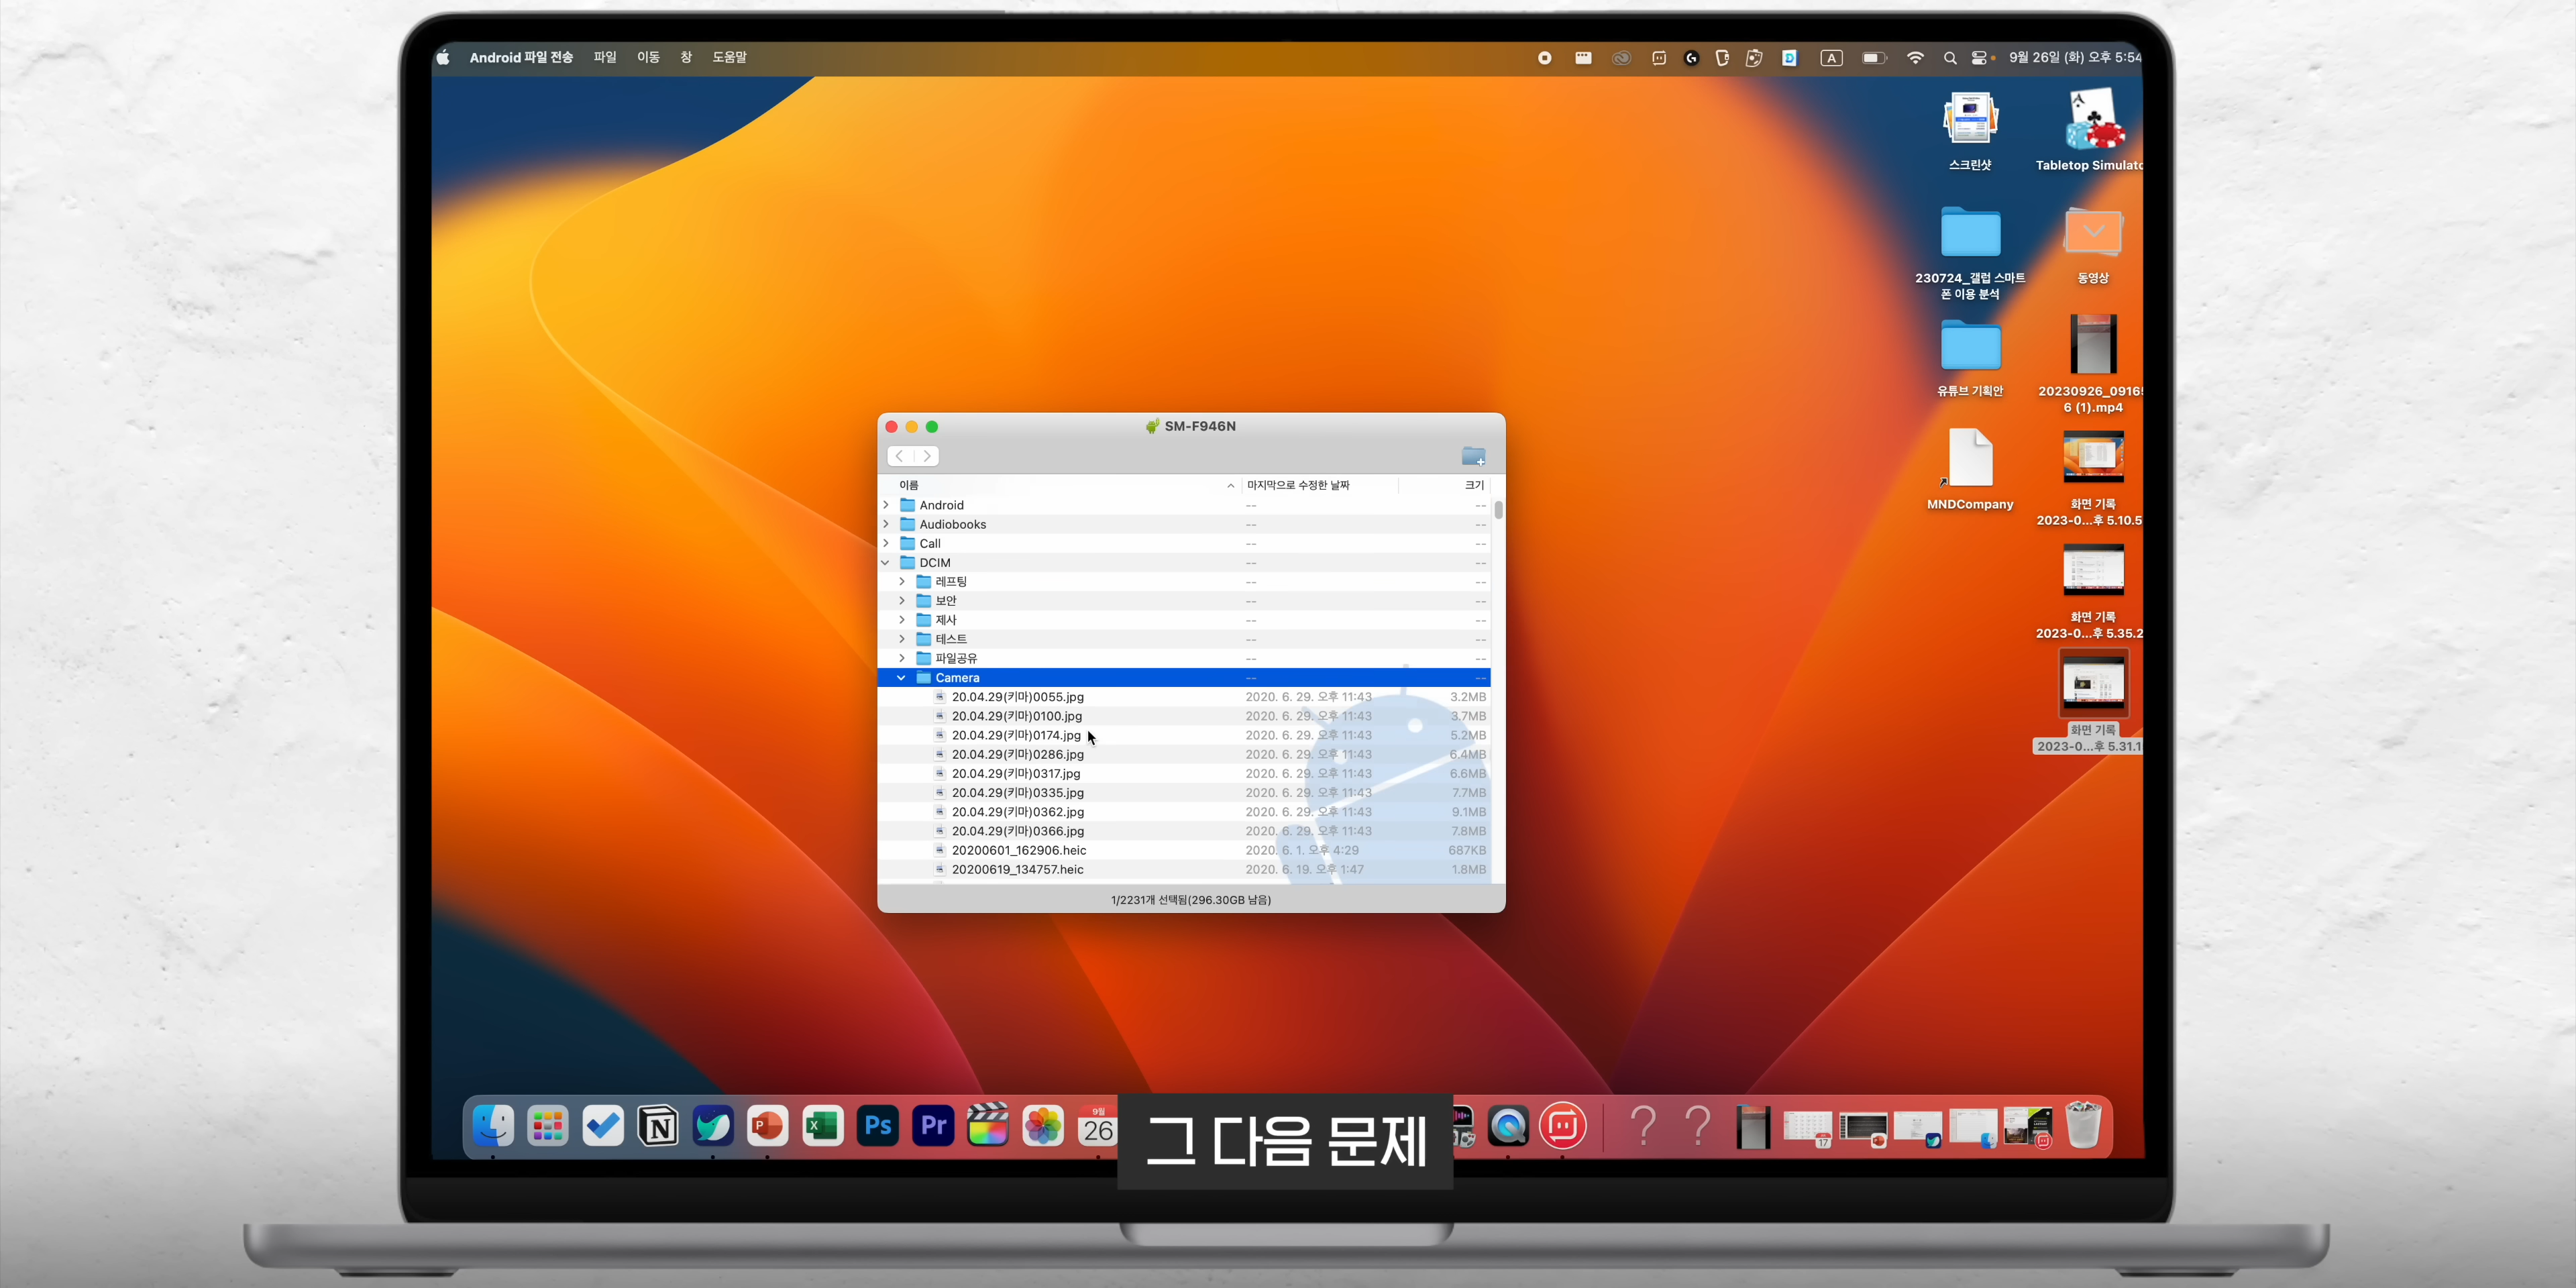 Android 파일 전송 파일 이동 창 도움말
A
9월 26일 (화) 오후 5:54
스크린샷
Tabletop Simulato
230724_갤럽 스마트
폰 이용 분석
동영상
유튜브 기획안
20230926_0916
6 (1).mp4
MNDCompany
화면 기록
2023-0...후 5.10.5
화면 기록
2023-0...후 5.35.2
화면 기록
2023-0...후 5.31.1
SM-F946N
이름 마지막으로 수정한 날짜 크기
Android -- --
Audiobooks -- --
Call -- --
DCIM -- --
레프팅 -- --
보안 -- --
제사 -- --
테스트 -- --
파일공유 -- --
Camera -- --
20.04.29(키마)0055.jpg 2020. 6. 29. 오후 11:43 3.2MB
20.04.29(키마)0100.jpg 2020. 6. 29. 오후 11:43 3.7MB
20.04.29(키마)0174.jpg 2020. 6. 29. 오후 11:43 5.2MB
20.04.29(키마)0286.jpg 2020. 6. 29. 오후 11:43 6.4MB
20.04.29(키마)0317.jpg 2020. 6. 29. 오후 11:43 6.6MB
20.04.29(키마)0335.jpg 2020. 6. 29. 오후 11:43 7.7MB
20.04.29(키마)0362.jpg 2020. 6. 29. 오후 11:43 9.1MB
20.04.29(키마)0366.jpg 2020. 6. 29. 오후 11:43 7.8MB
20200601_162906.heic 2020. 6. 1. 오후 4:29 687KB
20200619_134757.heic 2020. 6. 19. 오후 1:47 1.8MB
1/2231개 선택됨(296.30GB 남음)
Ps
Pr
9월
26
17
그 다음 문제